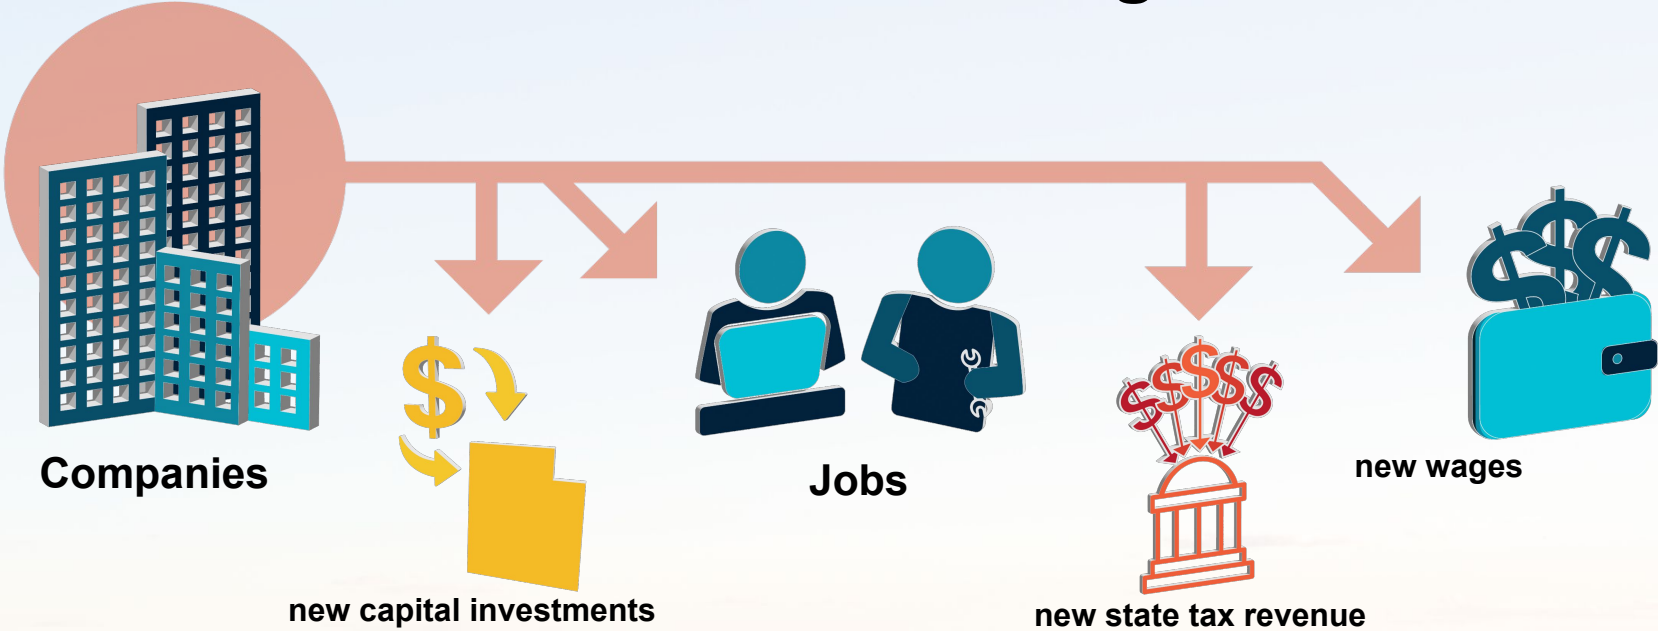 Companies
Jobs
new wages
new capital investments
new state tax revenue